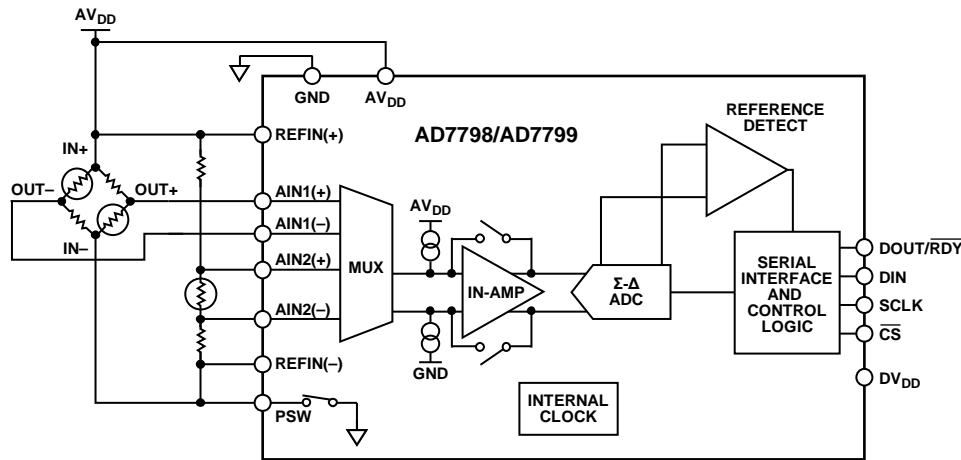 AVDD
GND
AVDD
REFIN(+)
AD7798/AD7799
REFERENCE
DETECT
IN+
OUT–
OUT+
IN–
AIN1(+)
AIN1(–)
AIN2(+)
AIN2(–)
REFIN(–)
PSW
MUX
AVDD
GND
IN-AMP
Σ-Δ
ADC
SERIAL
INTERFACE
AND
CONTROL
LOGIC
INTERNAL
CLOCK
DOUT/RDY
DIN
SCLK
CS
DVDD